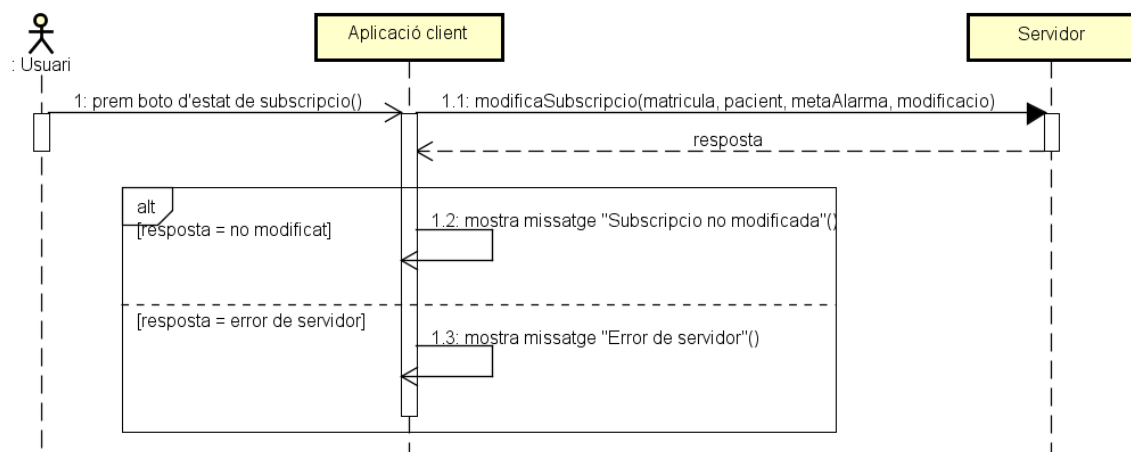 Aplicació client
Servidor
: Usuari
1: prem boto d'estat de subscripcio()
1.1: modificaSubscripcio(matricula, pacient, metaAlarma, modificacio)
resposta
alt
[resposta = no modificat]
1.2: mostra missatge "Subscripcio no modificada"()
[resposta = error de servidor]
1.3: mostra missatge "Error de servidor"()